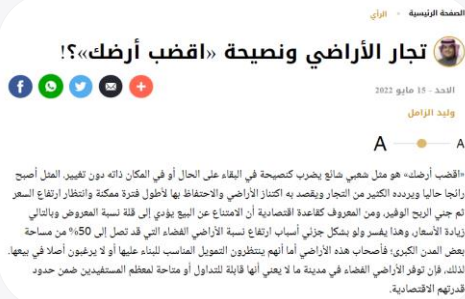 الصفحة الرئيسية • الرأي
تجار الأراضي ونصيحة «اقضب أرضك»؟!
الاحد - 15 مايو 2022
وليد الزامل
A A
«اقضب أرضك» هو مثل شعبي شائع يضرب كنصيحة في البقاء على الحال أو في المكان ذاته دون تغيير. المثل أصبح
رائجا حاليا ويردده الكثير من التجار ويقصد به اكتناز الأراضي والاحتفاظ بها لأطول فترة ممكنة وانتظار ارتفاع السعر
ثم جني الربح الوفير. ومن المعروف كقاعدة اقتصادية أن الامتناع عن البيع يؤدي إلى قلة نسبة المعروض وبالتالي
زيادة الأسعار، وهذا يفسر ولو بشكل جزئي أسباب ارتفاع نسبة الأراضي الفضاء التي قد تصل إلى 50% من مساحة
بعض المدن الكبرى؛ فأصحاب هذه الأراضي أما أنهم ينتظرون التمويل المناسب للبناء عليها أو لا يرغبون أصلا في بيعها.
لذلك، فإن توفر الأراضي الفضاء في مدينة ما لا يعني أنها قابلة للتداول أو متاحة لمعظم المستفيدين ضمن حدود
قدرتهم الاقتصادية.